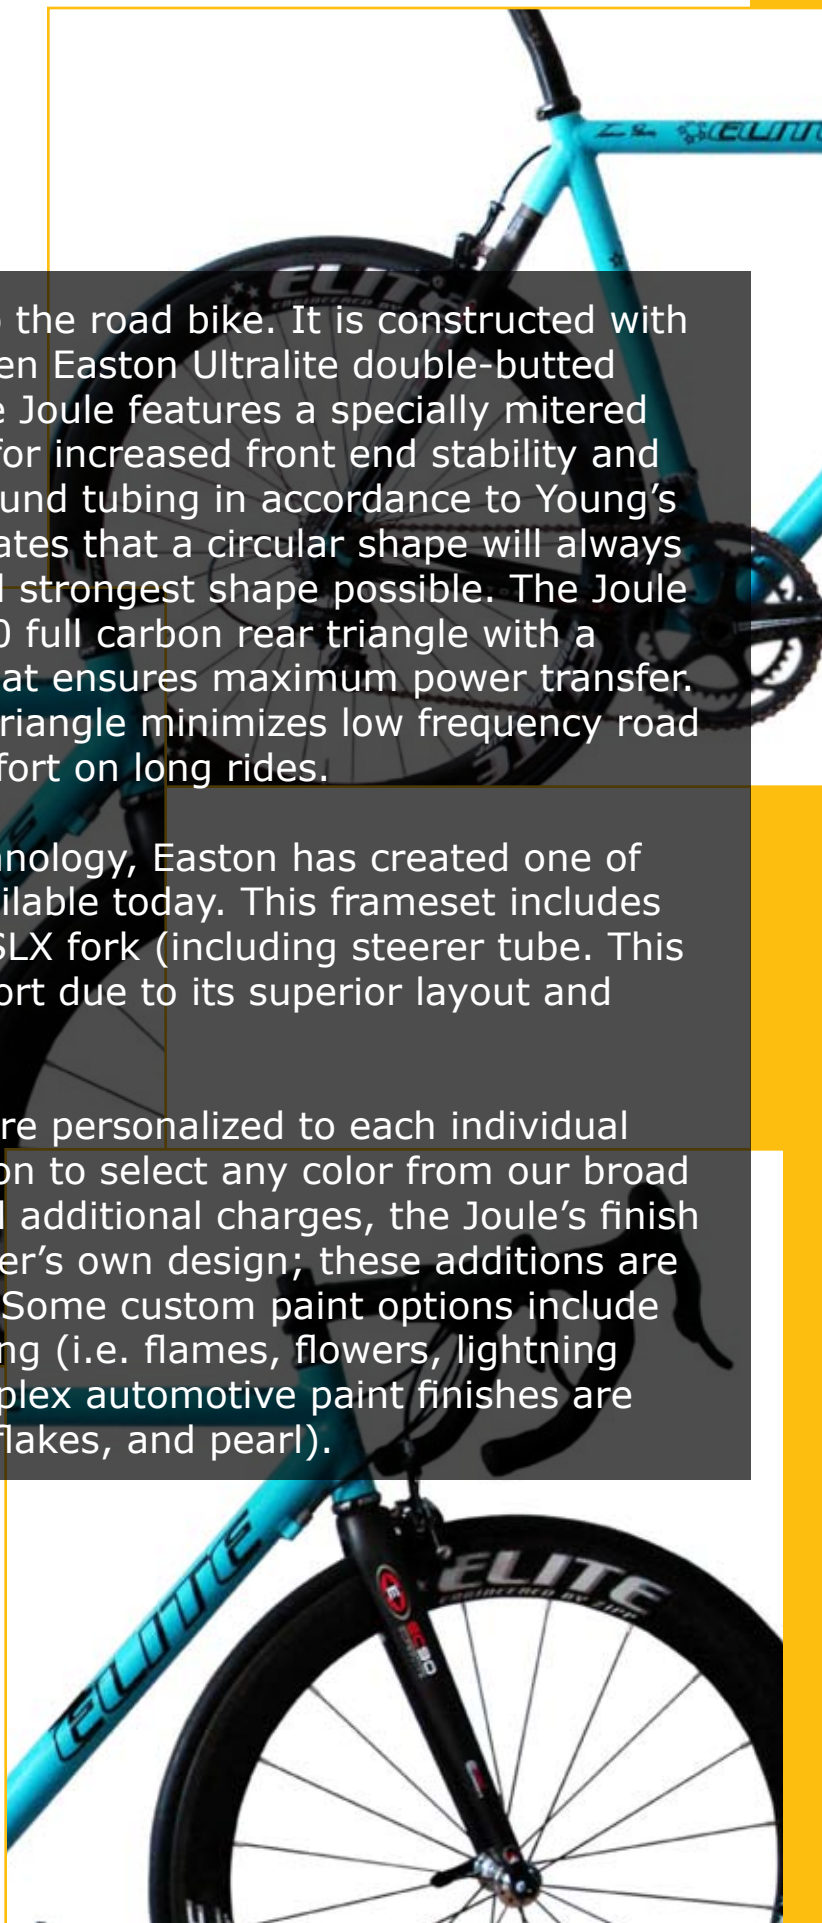 ELITE
ELITE
the road bike. It is constructed with
en Easton Ultralite double-butted
e Joule features a specially mitered
for increased front end stability and
und tubing in accordance to Young’s
ates that a circular shape will always
strongest shape possible. The Joule
0 full carbon rear triangle with a
at ensures maximum power transfer.
riangle minimizes low frequency road
fort on long rides.
nology, Easton has created one of
ilable today. This frameset includes
SLX fork (including steerer tube. This
ort due to its superior layout and
re personalized to each individual
on to select any color from our broad
additional charges, the Joule’s finish
er’s own design; these additions are
Some custom paint options include
ng (i.e. flames, flowers, lightning
plex automotive paint finishes are
flakes, and pearl).
ELITE
ELITE
ENGINEERED BY ZIPP
EC90